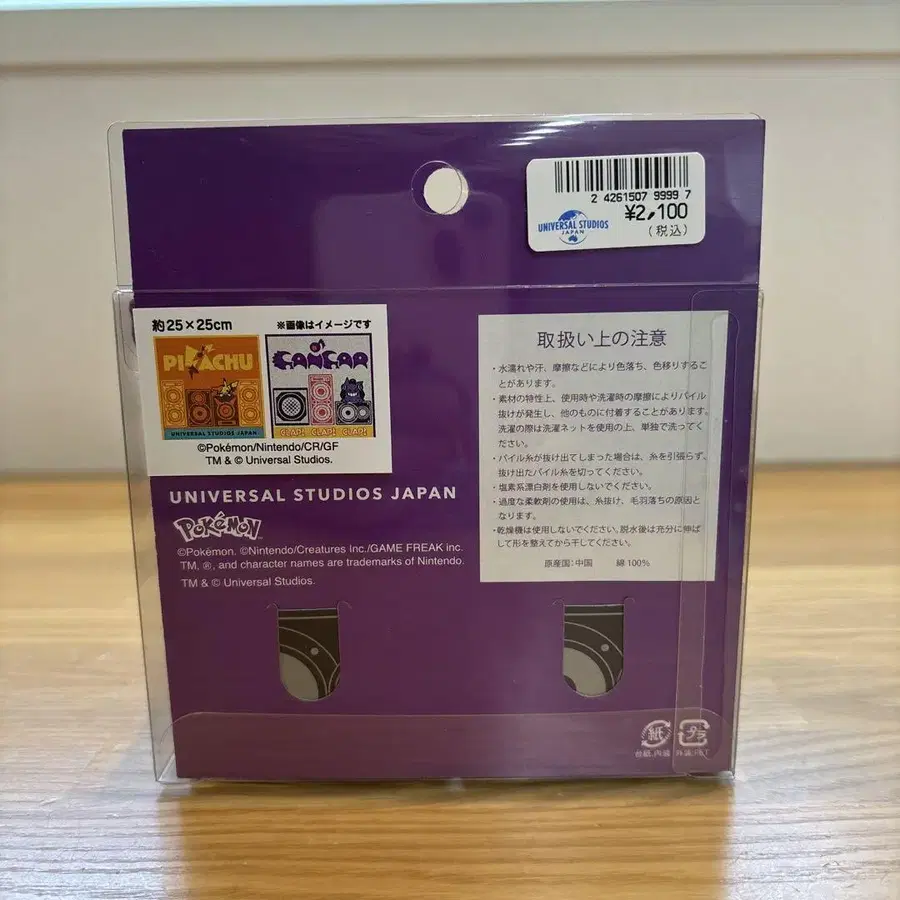 2 4261507 9999 7
UNIVERSAL STUDIOS
JAPAN
¥2,100
(税込)
約25×25cm
※画像はイメージです
PIKACHU
UNIVERSAL STUDIOS JAPAN
CLAP! CLAP! CLAP!
©Pokémon/Nintendo/CR/GF
TM & © Universal Studios.
UNIVERSAL STUDIOS JAPAN
POKéMON
©Pokémon. ©Nintendo/Creatures Inc./GAME FREAK inc.
TM, ®, and character names are trademarks of Nintendo.
TM & © Universal Studios.
取扱い上の注意
・水濡れや汗、摩擦などにより色落ち、色移りするこ
とがあります。
・素材の特性上、使用時や洗濯時の摩擦によりパイル
抜けが発生し、他のものに付着することがあります。
洗濯の際は洗濯ネットを使用の上、単独で洗ってく
ださい。
・パイル糸が抜け出てしまった場合は、糸を引張らず、
抜け出たパイル糸を切ってください。
・塩素系漂白剤を使用しないでください。
・過度な柔軟剤の使用は、糸抜け、毛羽落ちの原因と
なります。
・乾燥機は使用しないでください。脱水後は充分に伸ば
して形を整えてから干してください。
原産国：中国 綿100%
紙 プラ
台紙、内装 外装:PET